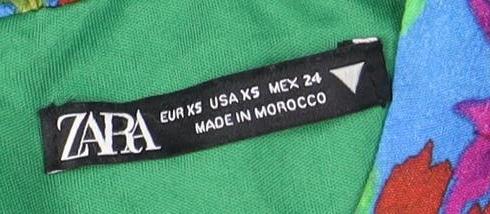 ZARA
EUR XS USA XS MEX 24
MADE IN MOROCCO